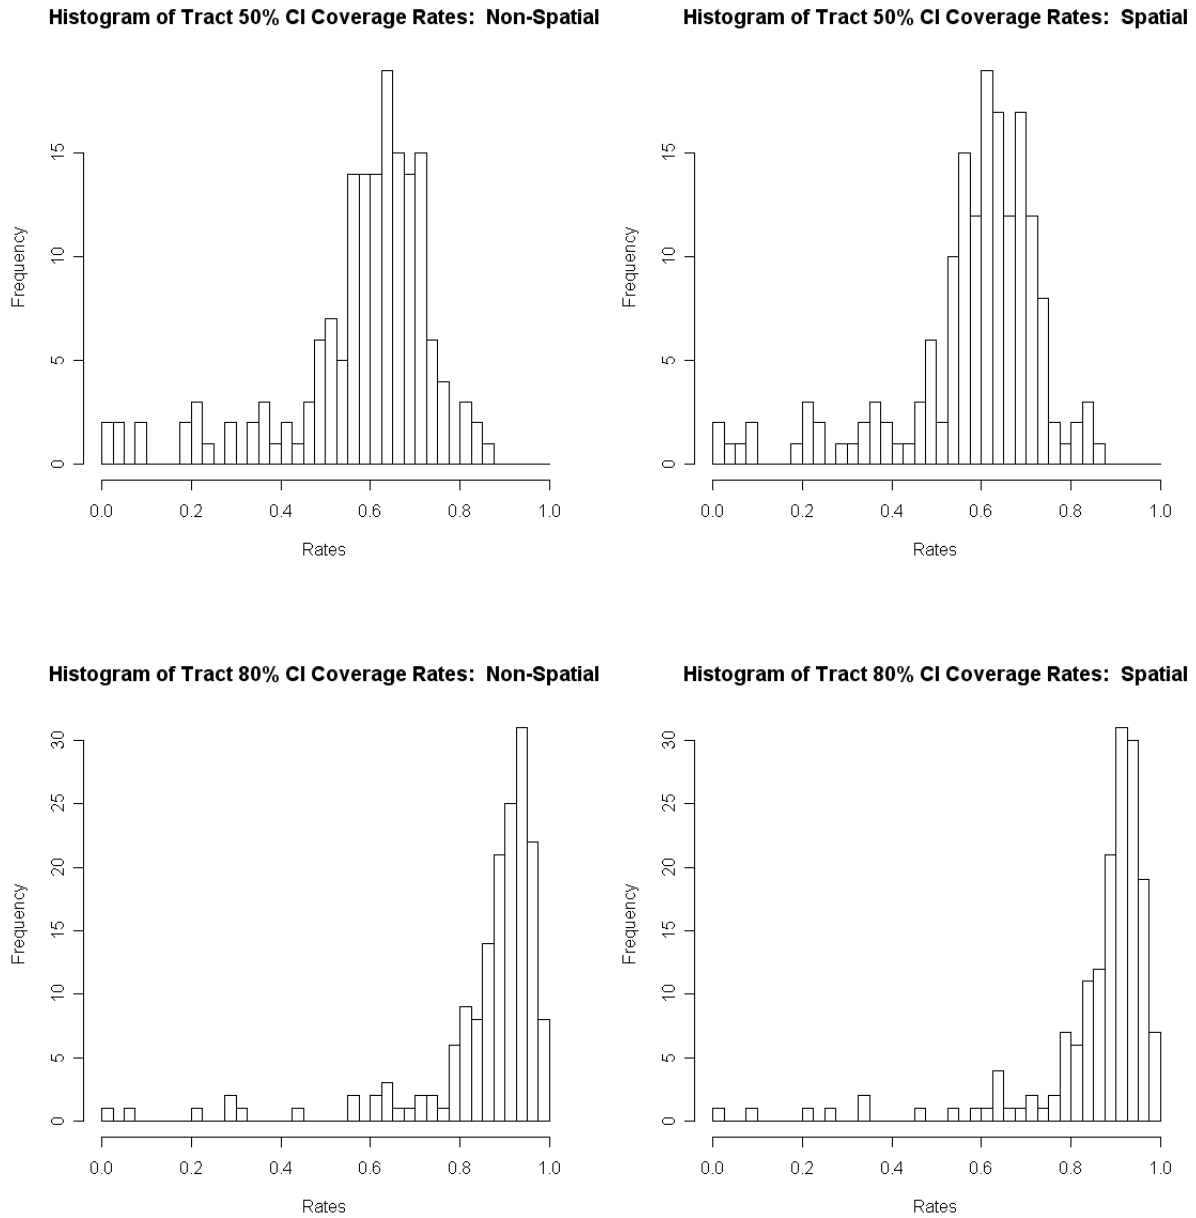 Histogram of Tract 50% CI Coverage Rates:  Non-Spatial
Frequency
0 5 10 15
0.0 0.2 0.4 0.6 0.8 1.0
Rates
Histogram of Tract 50% CI Coverage Rates:  Spatial
Frequency
0 5 10 15
0.0 0.2 0.4 0.6 0.8 1.0
Rates
Histogram of Tract 80% CI Coverage Rates:  Non-Spatial
Frequency
0 5 10 15 20 25 30
0.0 0.2 0.4 0.6 0.8 1.0
Rates
Histogram of Tract 80% CI Coverage Rates:  Spatial
Frequency
0 5 10 15 20 25 30
0.0 0.2 0.4 0.6 0.8 1.0
Rates